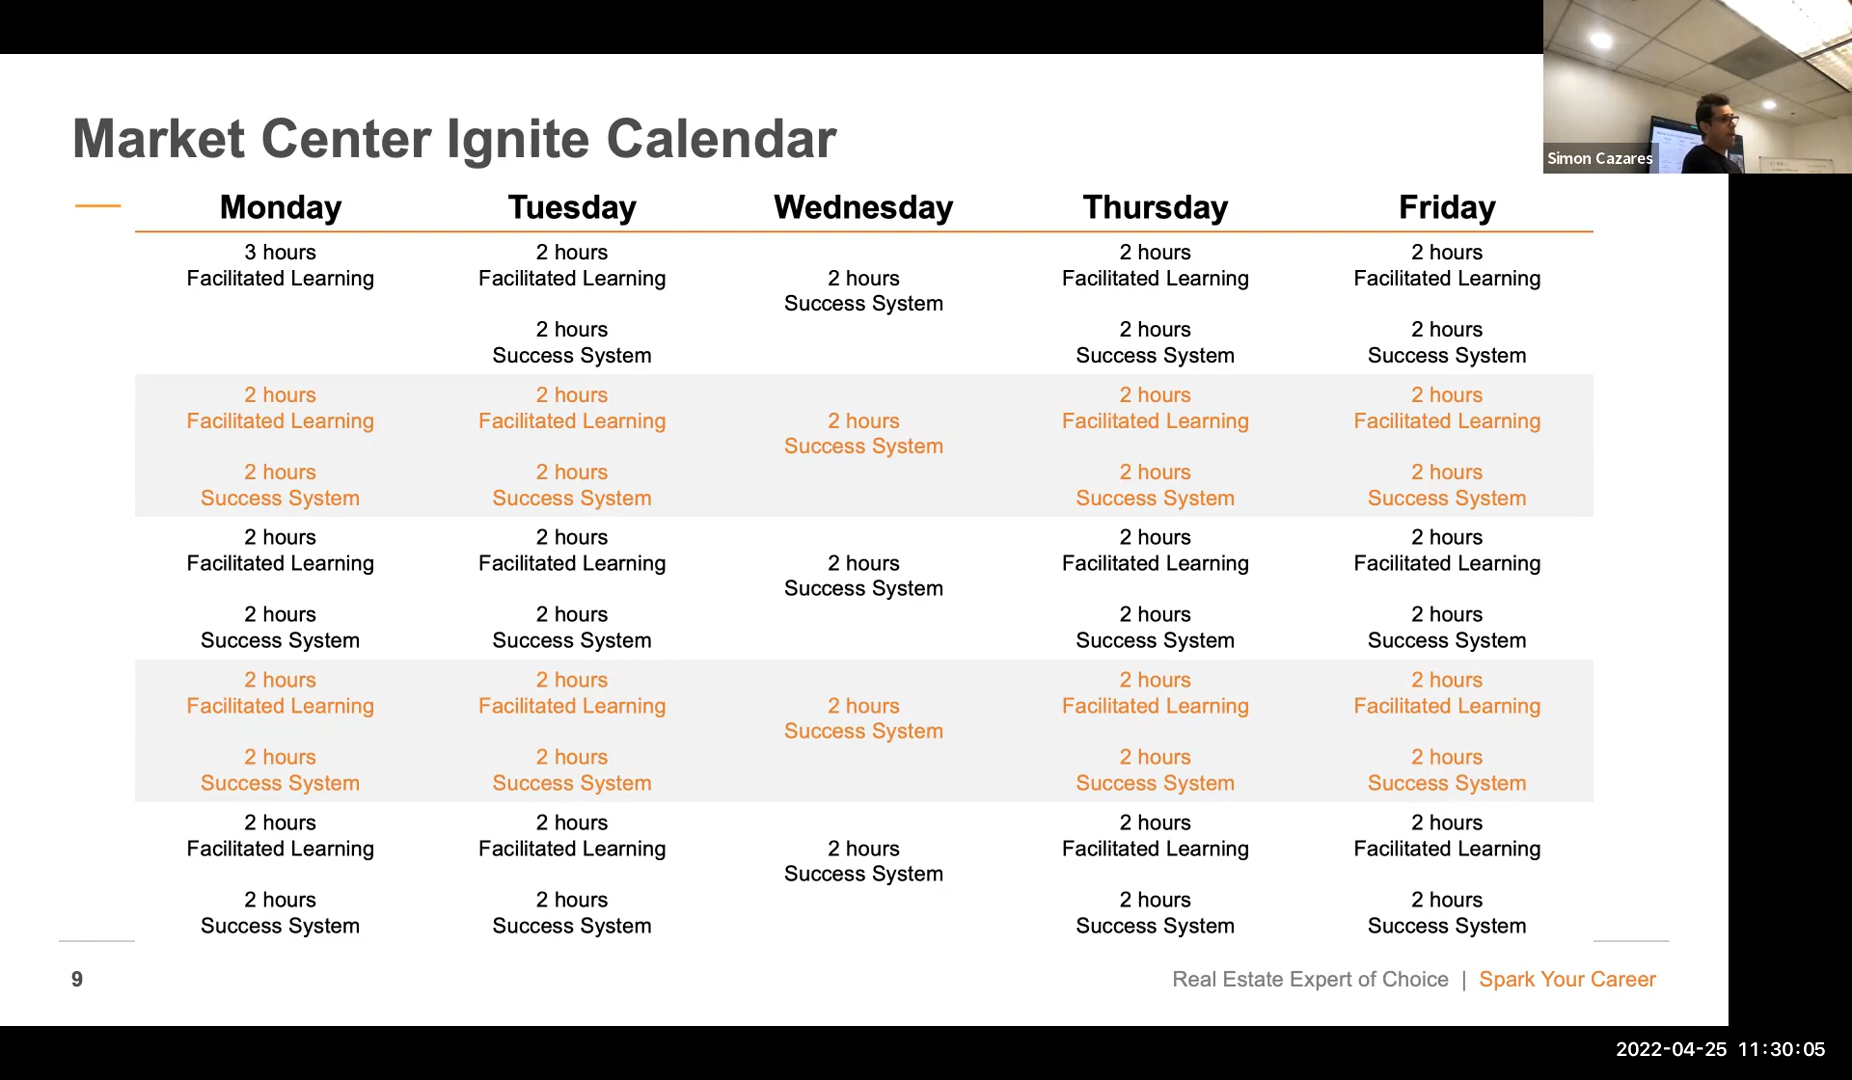 Market Center Ignite Calendar
Simon Cazares
Monday Tuesday Wednesday Thursday Friday
3 hours 2 hours 2 hours 2 hours
Facilitated Learning Facilitated Learning 2 hours Facilitated Learning Facilitated Learning
Success System
2 hours 2 hours 2 hours
Success System Success System Success System
2 hours 2 hours 2 hours 2 hours
Facilitated Learning Facilitated Learning 2 hours Facilitated Learning Facilitated Learning
Success System
2 hours 2 hours 2 hours 2 hours
Success System Success System Success System Success System
2 hours 2 hours 2 hours 2 hours
Facilitated Learning Facilitated Learning 2 hours Facilitated Learning Facilitated Learning
Success System
2 hours 2 hours 2 hours 2 hours
Success System Success System Success System Success System
2 hours 2 hours 2 hours 2 hours
Facilitated Learning Facilitated Learning 2 hours Facilitated Learning Facilitated Learning
Success System
2 hours 2 hours 2 hours 2 hours
Success System Success System Success System Success System
2 hours 2 hours 2 hours 2 hours
Facilitated Learning Facilitated Learning 2 hours Facilitated Learning Facilitated Learning
Success System
2 hours 2 hours 2 hours 2 hours
Success System Success System Success System Success System
9 Real Estate Expert of Choice | Spark Your Career
2022-04-25 11:30:05